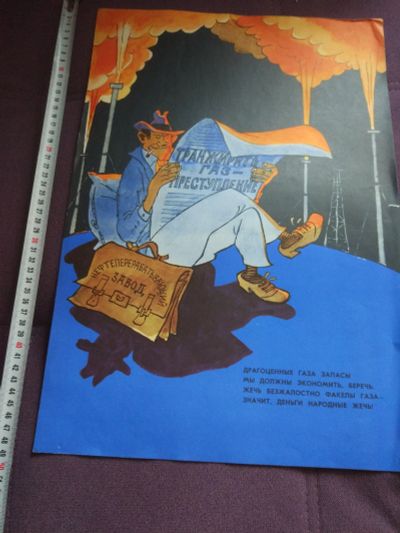 ТРАНЖИРИТЬ
ГАЗ —
ПРЕСТУПЛЕНИЕ
НЕФТЕПЕРЕРАБАТЫВАЮЩИЙ
ЗАВОД
ДРАГОЦЕННЫЕ ГАЗА ЗАПАСЫ
МЫ ДОЛЖНЫ ЭКОНОМИТЬ, БЕРЕЧЬ.
ЖЕЧЬ БЕЗЖАЛОСТНО ФАКЕЛЫ ГАЗА...
ЗНАЧИТ, ДЕНЬГИ НАРОДНЫЕ ЖЕЧЬ!